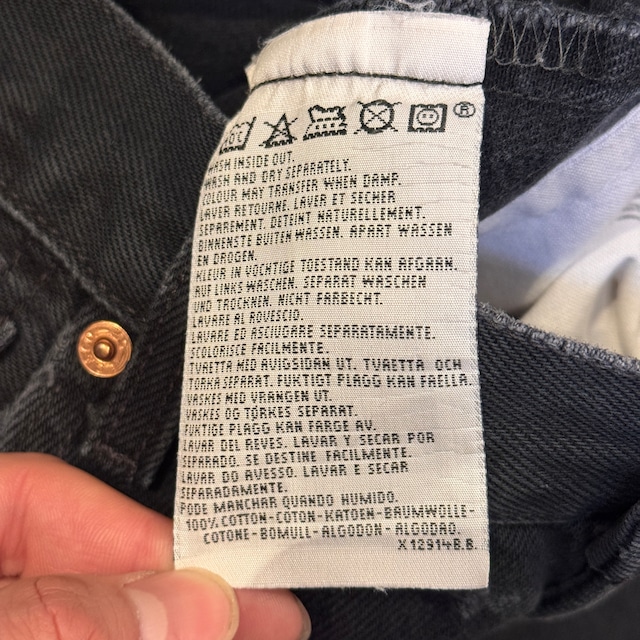 ®
WASH INSIDE OUT.
WASH AND DRY SEPARATELY.
COLOUR MAY TRANSFER WHEN DAMP.
LAVER RETOURNE. LAVER ET SECHER
SEPAREMENT. DETEINT NATURELLEMENT.
BINNENSTE BUITEN WASSEN. APART WASSEN
EN DROGEN.
KLEUR IN VOCHTIGE TOESTAND KAN AFGAAN.
AUF LINKS WASCHEN. SEPARAT WASCHEN
UND TROCKNEN. NICHT FARBECHT.
LAVARE AL ROVESCIO.
LAVARE ED ASCIUGARE SEPARATAMENTE.
SCOLORISCE FACILMENTE.
TVAETTA MED AVIGSIDAN UT. TVAETTA OCH
TORKA SEPARAT. FUKTIGT PLAGG KAN FAELLA.
VASKES MED VRANGEN UT.
VASKES OG TÖRKES SEPARAT.
FUKTIGE PLAGG KAN FARGE AV.
LAVAR DEL REVES. LAVAR Y SECAR POR
SEPARADO. SE DESTINE FACILMENTE.
LAVAR DO AVESSO. LAVAR E SECAR
SEPARADAMENTE.
PODE MANCHAR QUANDO HUMIDO.
100% COTTON-COTON-KATOEN-BAUMWOLLE-
COTONE-BOMULL-ALGODON-ALGODAO.
X12914B.B.